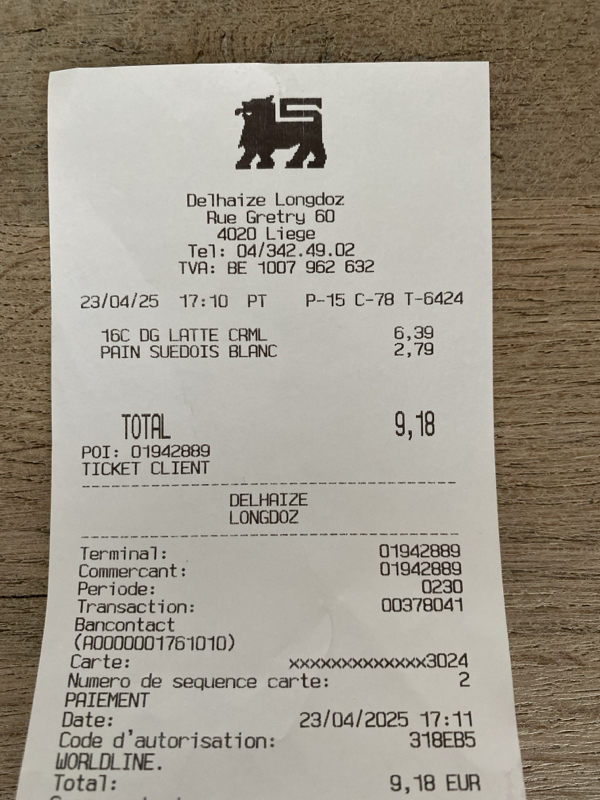 Delhaize Longdoz
Rue Gretry 60
4020 Liege
Tel: 04/342.49.02
TVA: BE 1007 962 632
23/04/25 17:10 PT P-15 C-78 T-6424
16C DG LATTE CRML 6,39
PAIN SUEDOIS BLANC 2,79
TOTAL 9,18
POI: 01942889
TICKET CLIENT
DELHAIZE
LONGDOZ
Terminal: 01942889
Commercant: 01942889
Periode: 0230
Transaction: 00378041
Bancontact
(A0000001761010)
Carte: xxxxxxxxxxxxx3024
Numero de sequence carte: 2
PAIEMENT
Date: 23/04/2025 17:11
Code d'autorisation: 318EB5
WORLDLINE.
Total: 9,18 EUR